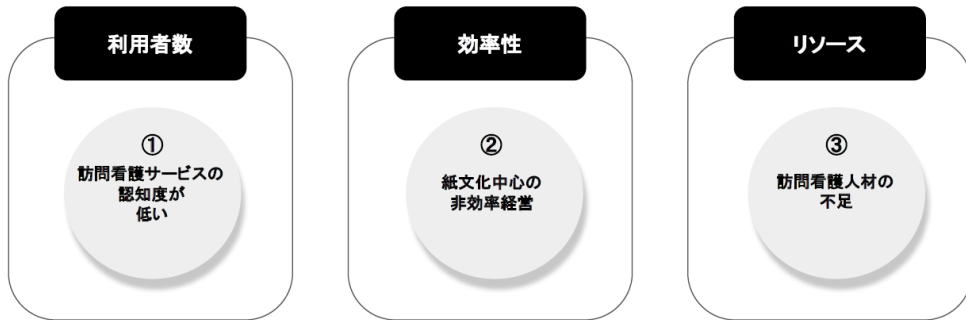 利用者数
①
訪問看護サービスの
認知度が
低い
効率性
②
紙文化中心の
非効率経営
リソース
③
訪問看護人材の
不足